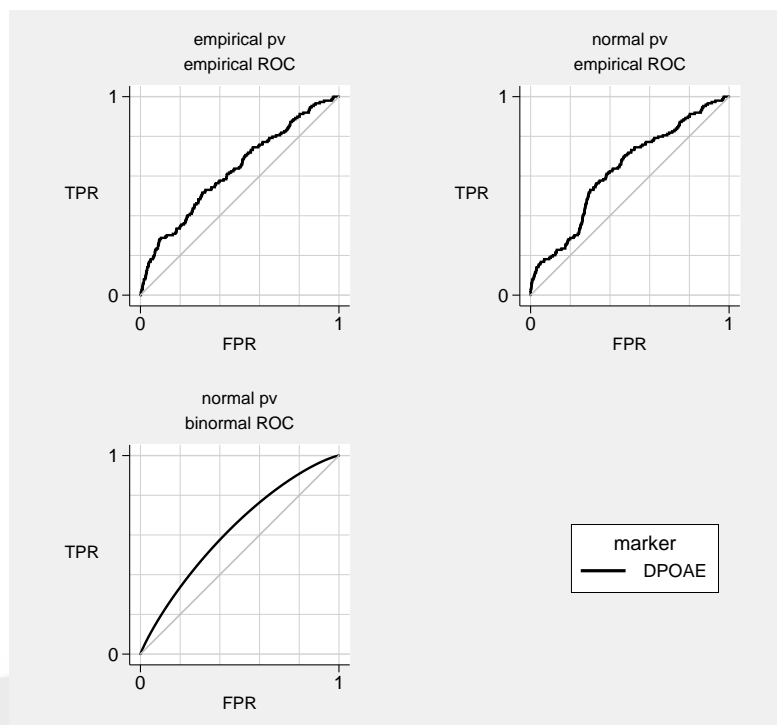 empirical pv
empirical ROC
1
TPR
0
0 1
FPR
normal pv
empirical ROC
1
TPR
0
0 1
FPR
normal pv
binormal ROC
1
TPR
0
0 1
FPR
marker
DPOAE